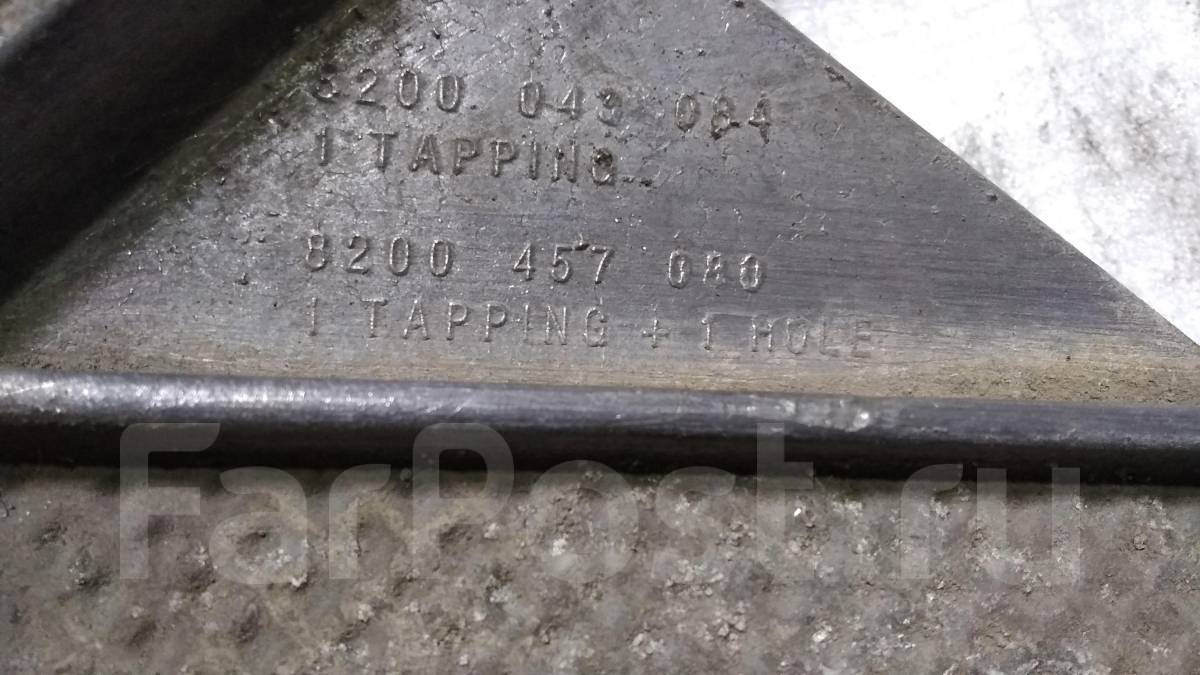 8200 043 084
1 TAPPING
8200 457 080
1 TAPPING + 1 HOLE
FarPost.ru